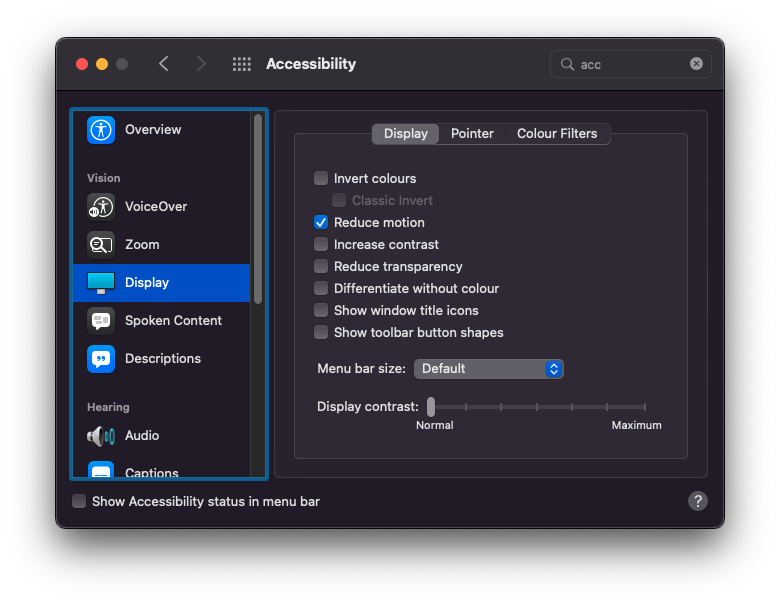 Accessibility
acc
Overview
Vision
VoiceOver
Zoom
Display
Spoken Content
Descriptions
Hearing
Audio
Captions
Display Pointer Colour Filters
Invert colours
Classic Invert
Reduce motion
Increase contrast
Reduce transparency
Differentiate without colour
Show window title icons
Show toolbar button shapes
Menu bar size: Default
Display contrast:
Normal Maximum
Show Accessibility status in menu bar
?